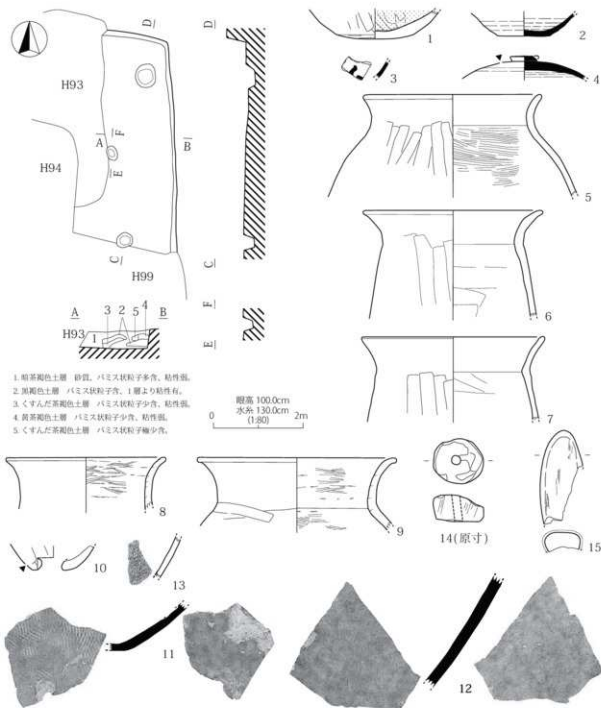 D
H93
A
F
B
H94
E
C
H99
D
C
F
E
A
3 2 5 4
B
H93
1
1. 暗茶褐色土層 砂質、パミス状粒子多含、粘性弱。
2. 黒褐色土層 パミス状粒子含、1層より粘性有。
3. くすんだ茶褐色土層 パミス状粒子少含、粘性弱。
4. 黄茶褐色土層 パミス状粒子少含、粘性弱。
5. くすんだ茶褐色土層 パミス状粒子極少含。
眼高 100.0cm
水糸 130.0cm
(1:80)
0 2m
1
2
3
4
5
6
7
8
9
10
13
14(原寸)
15
11
12